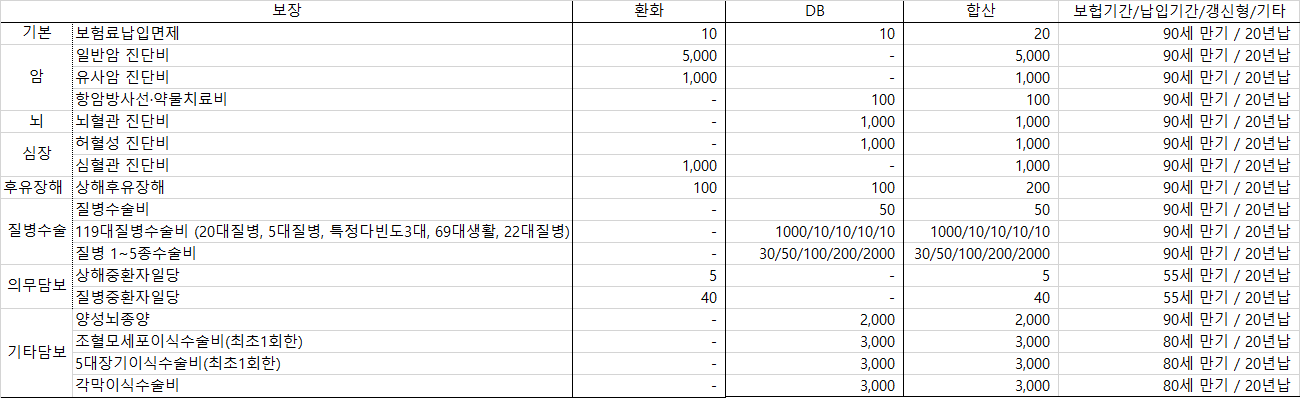 보장 환화 DB 합산 보헙기간/납입기간/갱신형/기타
기본 보험료납입면제 10 10 20 90세 만기 / 20년납
암 일반암 진단비 5,000 - 5,000 90세 만기 / 20년납
유사암 진단비 1,000 - 1,000 90세 만기 / 20년납
항암방사선·약물치료비 - 100 100 90세 만기 / 20년납
뇌 뇌혈관 진단비 - 1,000 1,000 90세 만기 / 20년납
심장 허혈성 진단비 - 1,000 1,000 90세 만기 / 20년납
심혈관 진단비 1,000 - 1,000 90세 만기 / 20년납
후유장해 상해후유장해 100 100 200 90세 만기 / 20년납
질병수술 질병수술비 - 50 50 90세 만기 / 20년납
119대질병수술비 (20대질병, 5대질병, 특정다빈도3대, 69대생활, 22대질병) - 1000/10/10/10/10 1000/10/10/10/10 90세 만기 / 20년납
질병 1~5종수술비 - 30/50/100/200/2000 30/50/100/200/2000 90세 만기 / 20년납
의무담보 상해중환자일당 5 - 5 55세 만기 / 20년납
질병중환자일당 40 - 40 55세 만기 / 20년납
기타담보 양성뇌종양 - 2,000 2,000 90세 만기 / 20년납
조혈모세포이식수술비(최초1회한) - 3,000 3,000 80세 만기 / 20년납
5대장기이식수술비(최초1회한) - 3,000 3,000 80세 만기 / 20년납
각막이식수술비 - 3,000 3,000 80세 만기 / 20년납